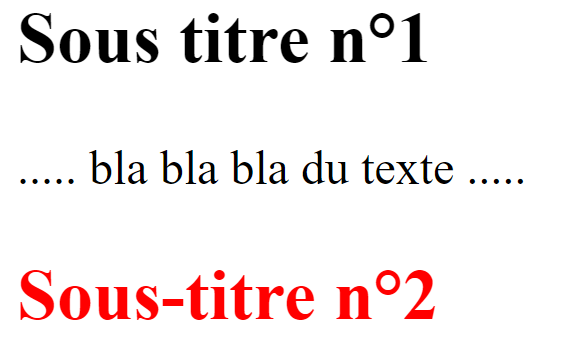 Sous titre n°1
..... bla bla bla du texte .....
Sous-titre n°2